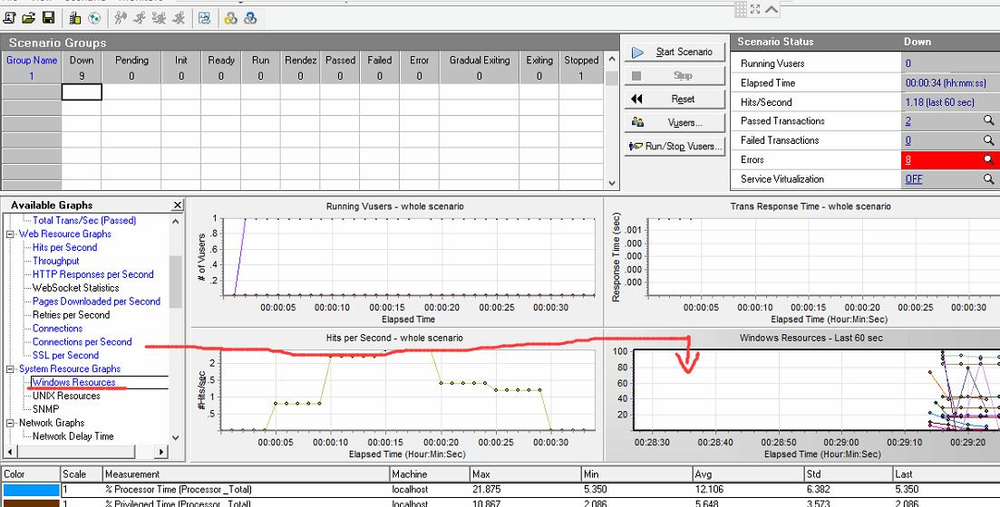 Scenario Groups
Group Name Down Pending Init Ready Run Rendez Passed Failed Error Gradual Exiting Exiting Stopped
1 9 0 0 0 0 0 0 0 0 0 0 1
Start Scenario
Stop
Reset
Vusers...
Run/Stop Vusers...
Scenario Status Down
Running Vusers 0
Elapsed Time 00:00:34 (hh:mm:ss)
Hits/Second 1.18 (last 60 sec)
Passed Transactions 2
Failed Transactions 0
Errors 8
Service Virtualization OFF
Available Graphs
Total Trans/Sec (Passed)
Web Resource Graphs
Hits per Second
Throughput
HTTP Responses per Second
WebSocket Statistics
Pages Downloaded per Second
Retries per Second
Connections
Connections per Second
SSL per Second
System Resource Graphs
Windows Resources
UNIX Resources
SNMP
Network Graphs
Network Delay Time
Running Vusers - whole scenario
# of Vusers
1
.8
.6
.4
.2
00:00:05 00:00:10 00:00:15 00:00:20 00:00:25 00:00:30
Elapsed Time
Trans Response Time - whole scenario
Response Time (sec)
.001
.000
.000
.000
.000
00:00:05 00:00:10 00:00:15 00:00:20 00:00:25 00:00:30
Elapsed Time (Hour:Min:Sec)
Hits per Second - whole scenario
#Hits/sec
2
1
.5
00:00:05 00:00:10 00:00:15 00:00:20 00:00:25 00:00:30
Elapsed Time (Hour:Min:Sec)
Windows Resources - Last 60 sec
100
80
60
40
20
00:28:30 00:28:40 00:28:50 00:29:00 00:29:10 00:29:20
Elapsed Time (Hour:Min:Sec)
Color Scale Measurement Machine Max Min Avg Std Last
1 % Processor Time (Processor _Total) localhost 21.875 5.350 12.106 6.382 5.350
1 % Privileged Time (Processor _Total) localhost 10.867 2.086 5.648 3.573 2.086